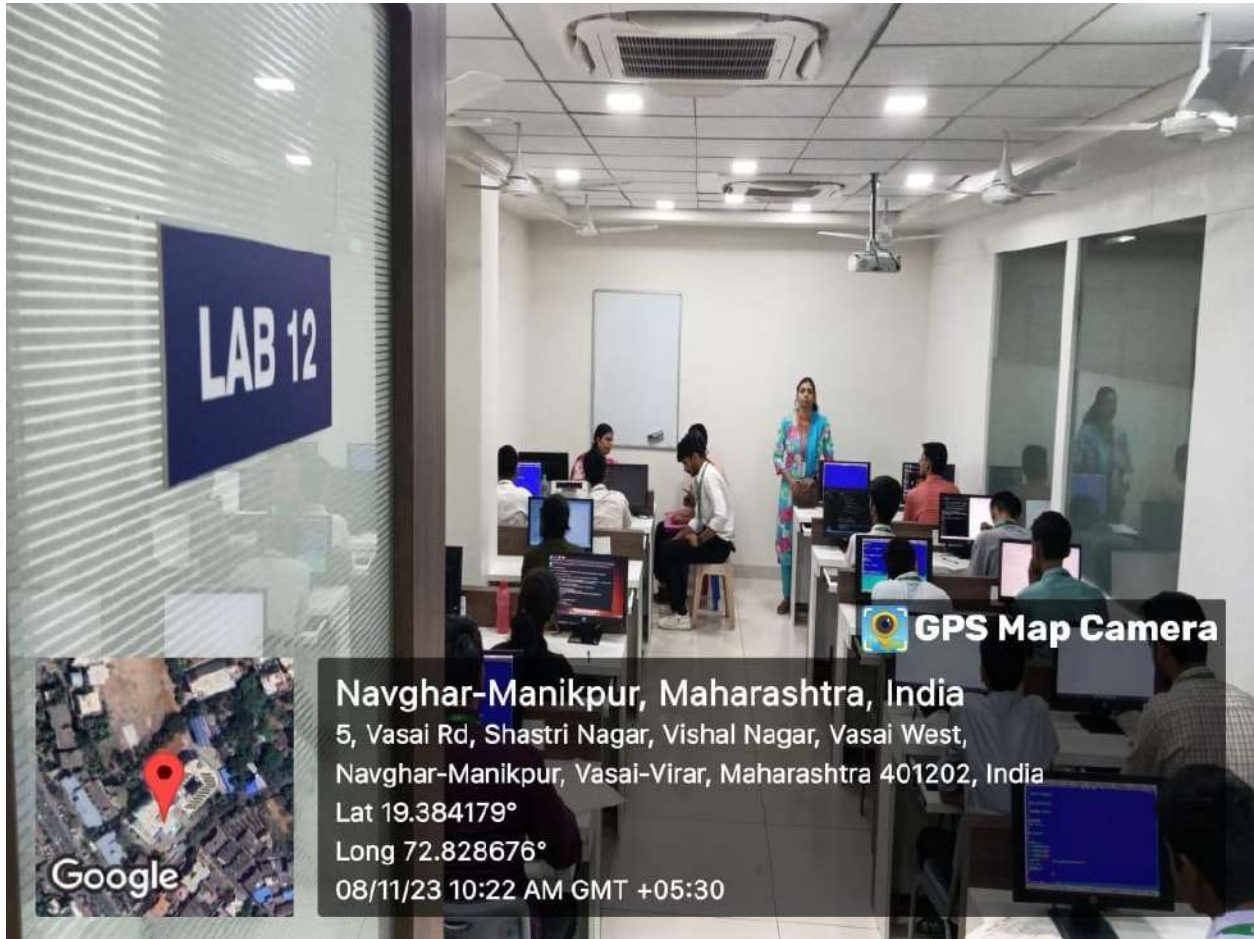 LAB 12
GPS Map Camera
Navghar-Manikpur, Maharashtra, India
5, Vasai Rd, Shastri Nagar, Vishal Nagar, Vasai West,
Navghar-Manikpur, Vasai-Virar, Maharashtra 401202, India
Lat 19.384179°
Long 72.828676°
08/11/23 10:22 AM GMT +05:30
Google